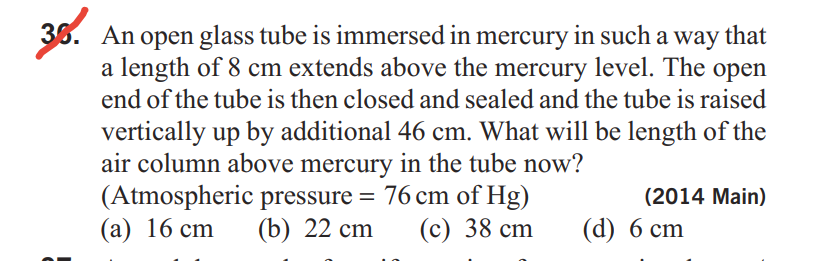 36. An open glass tube is immersed in mercury in such a way that
a length of 8 cm extends above the mercury level. The open
end of the tube is then closed and sealed and the tube is raised
vertically up by additional 46 cm. What will be length of the
air column above mercury in the tube now?
(Atmospheric pressure = 76 cm of Hg) (2014 Main)
(a) 16 cm (b) 22 cm (c) 38 cm (d) 6 cm